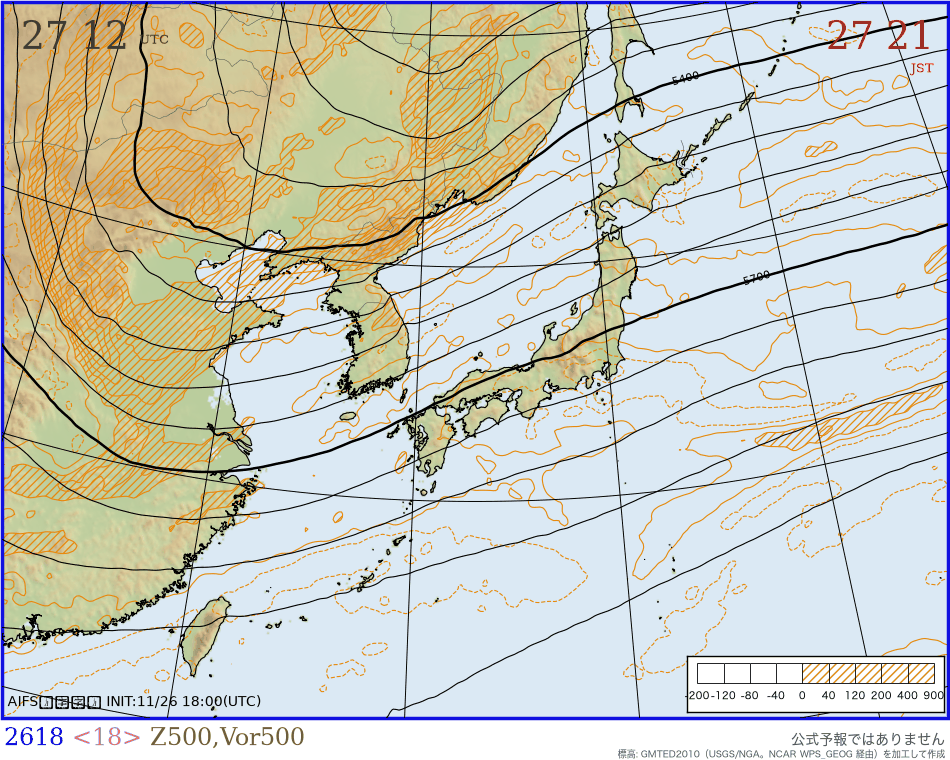 27 12 UTC
27 21
JST
5400
5700
AIFS INIT:11/26 18:00(UTC)
-200 -120 -80 -40 0 40 120 200 400 900
2618 <18> Z500,Vor500
公式予報ではありません
標高: GMTED2010（USGS/NGA。NCAR WPS_GEOG 経由）を加工して作成